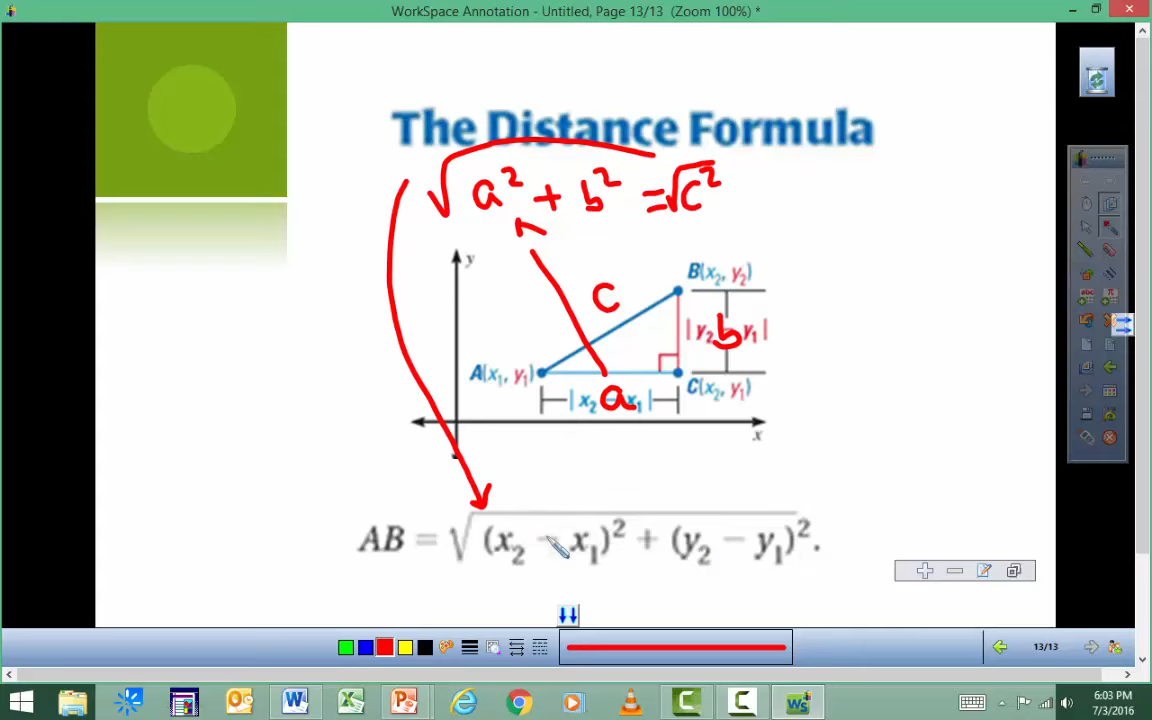 WorkSpace Annotation - Untitled, Page 13/13 (Zoom 100%) *
The Distance Formula
√a² + b² = √c²
y
B(x₂, y₂)
c
|y₂ b y₁|
A(x₁, y₁)
C(x₂, y₁)
|x₂ a x₁|
x
AB = √(x₂ − x₁)² + (y₂ − y₁)².
13/13
6:03 PM
7/3/2016